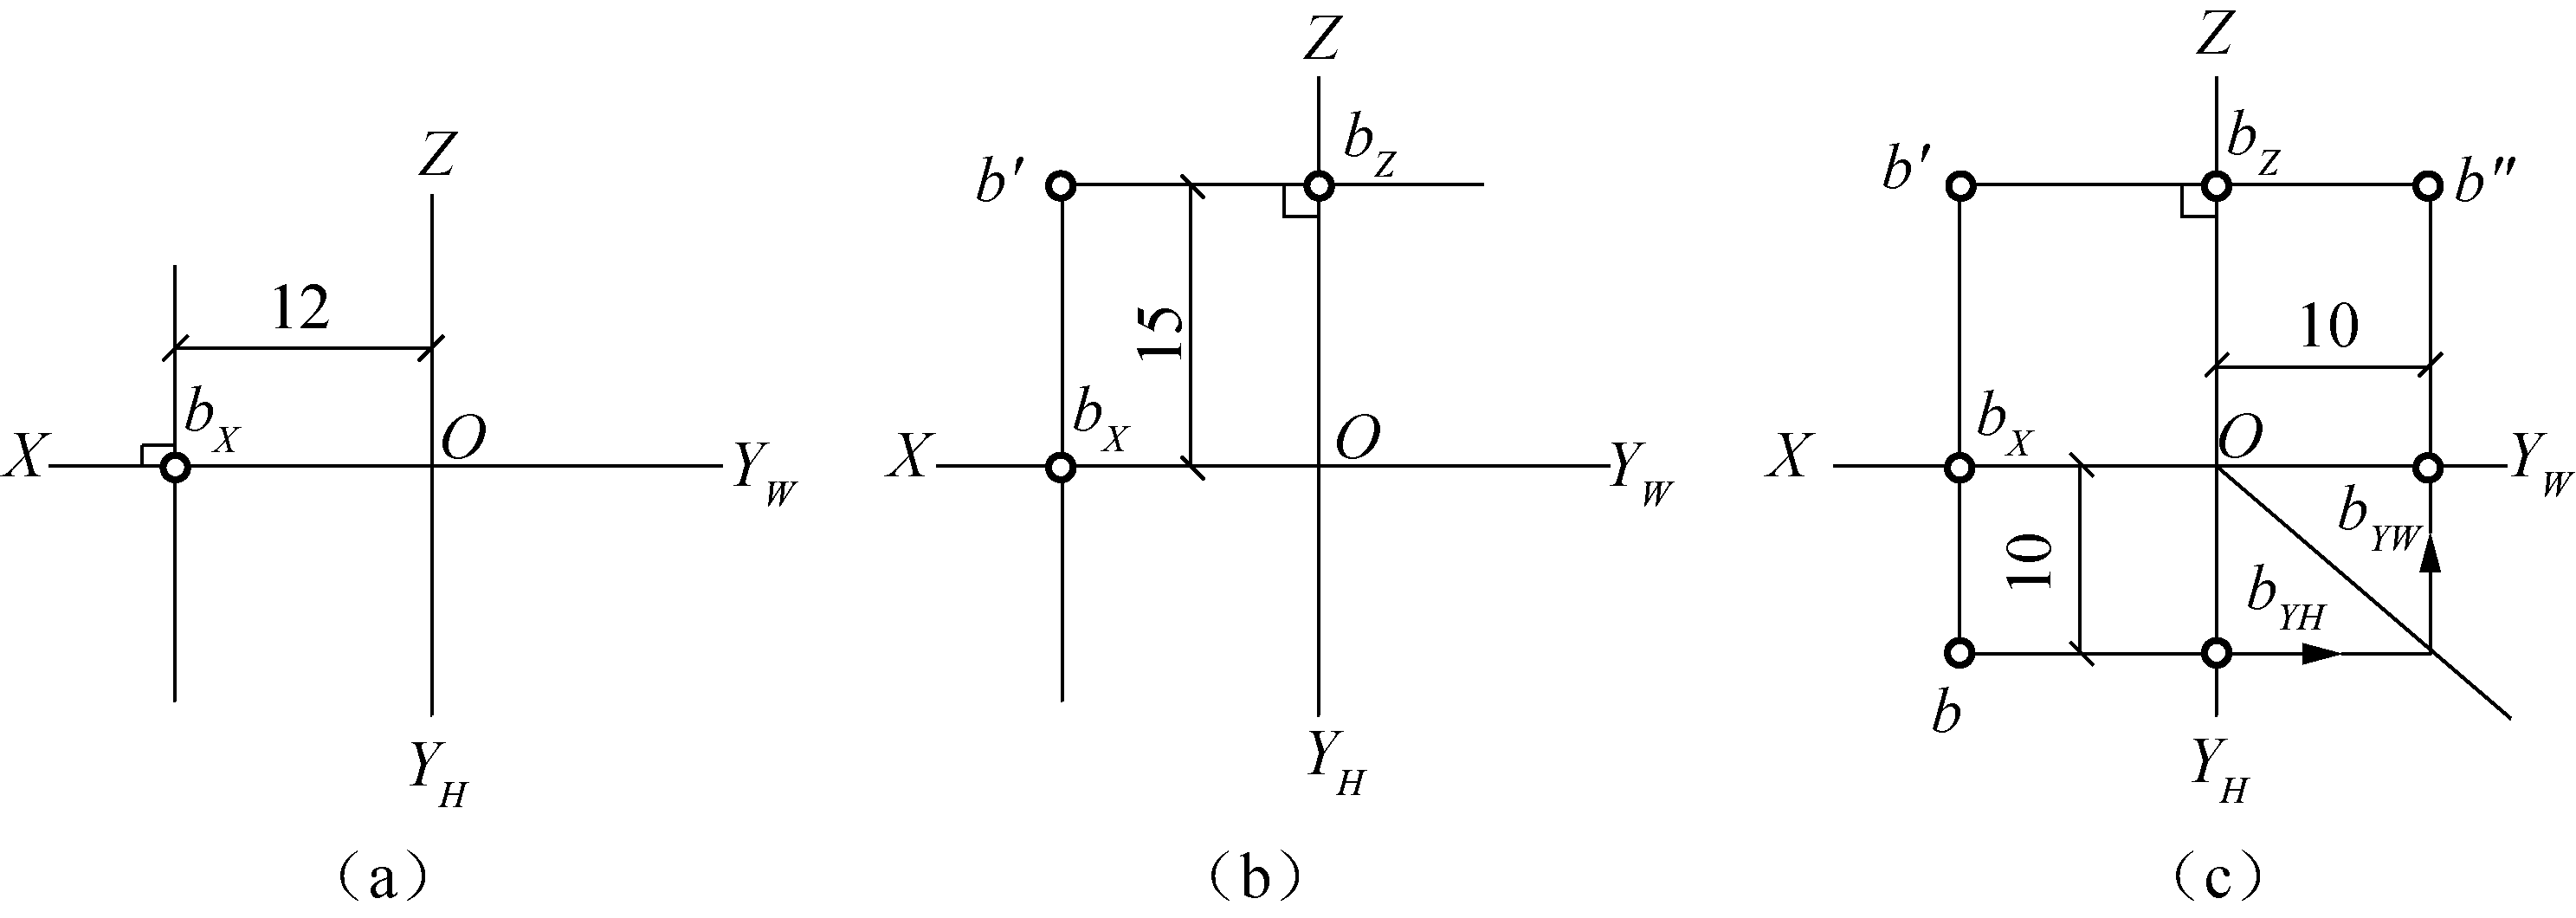 Z
12
b_X
X
O
Y_W
Y_H
（a）
Z
b_Z
b′
15
b_X
X
O
Y_W
Y_H
（b）
Z
b_Z
b′
b″
10
b_X
X
O
Y_W
b_YW
10
b_YH
b
Y_H
（c）